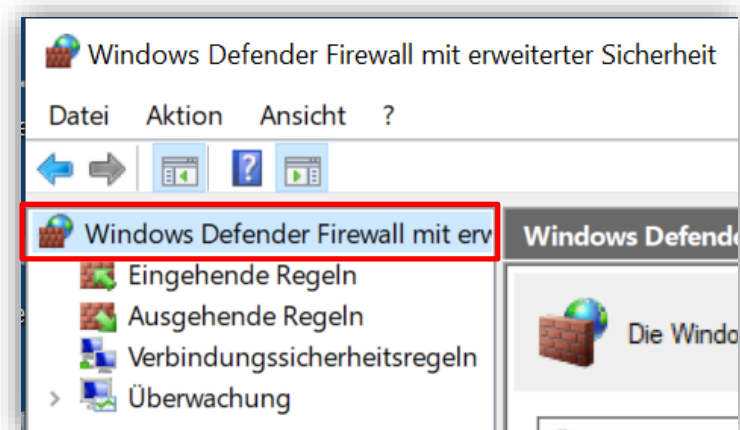 Windows Defender Firewall mit erweiterter Sicherheit
Datei Aktion Ansicht ?
Windows Defender Firewall mit erw
Windows Defende
Eingehende Regeln
Ausgehende Regeln
Die Windo
Verbindungssicherheitsregeln
Überwachung